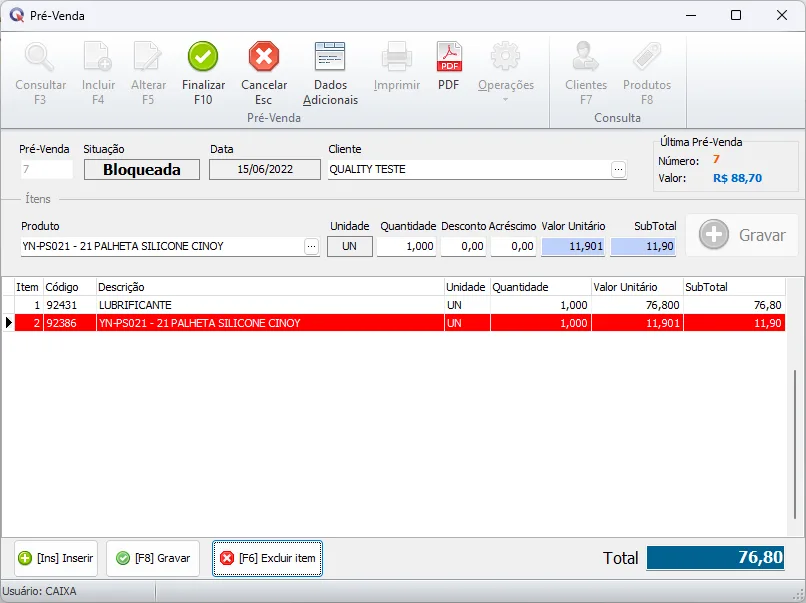 Pré-Venda
Consultar F3
Incluir F4
Alterar F5
Finalizar F10
Cancelar Esc
Dados Adicionais
Imprimir
PDF
PDF
Operações
Clientes F7
Produtos F8
Pré-Venda
Consulta
Pré-Venda Situação Data Cliente
7 Bloqueada 15/06/2022 QUALITY TESTE ...
Última Pré-Venda
Número: 7
Valor: R$ 88,70
Ítens
Produto Unidade Quantidade Desconto Acréscimo Valor Unitário SubTotal
YN-PS021 - 21 PALHETA SILICONE CINOY ... UN 1,000 0,00 0,00 11,901 11,90
Gravar
Item Código Descrição Unidade Quantidade Valor Unitário SubTotal
1 92431 LUBRIFICANTE UN 1,000 76,800 76,80
2 92386 YN-PS021 - 21 PALHETA SILICONE CINOY UN 1,000 11,901 11,90
[Ins] Inserir [F8] Gravar [F6] Excluir item Total 76,80
Usuário: CAIXA